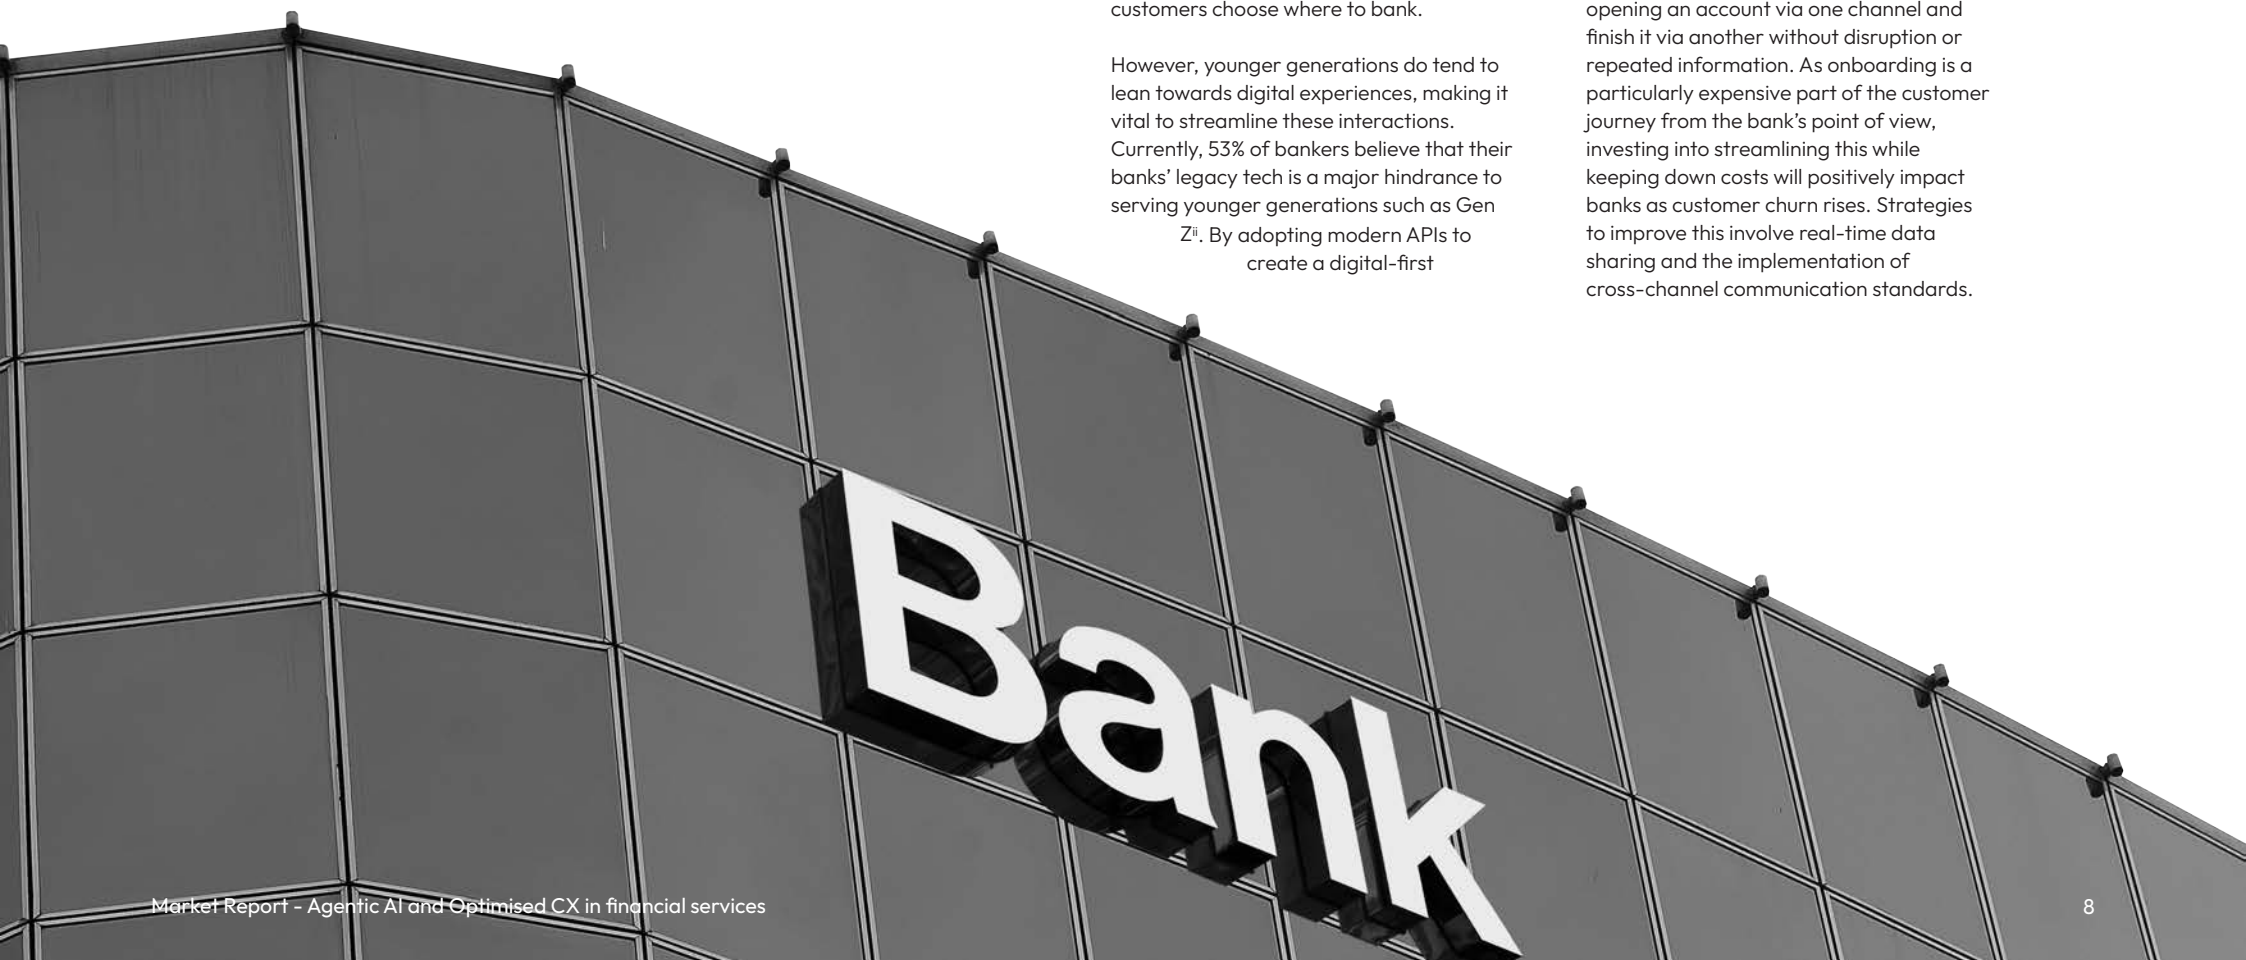 customers choose where to bank.
However, younger generations do tend to
lean towards digital experiences, making it
vital to streamline these interactions.
Currently, 53% of bankers believe that their
banks’ legacy tech is a major hindrance to
serving younger generations such as Gen
Zⁱⁱ. By adopting modern APIs to
create a digital-first
opening an account via one channel and
finish it via another without disruption or
repeated information. As onboarding is a
particularly expensive part of the customer
journey from the bank’s point of view,
investing into streamlining this while
keeping down costs will positively impact
banks as customer churn rises. Strategies
to improve this involve real-time data
sharing and the implementation of
cross-channel communication standards.
Bank
Market Report - Agentic AI and Optimised CX in financial services
8